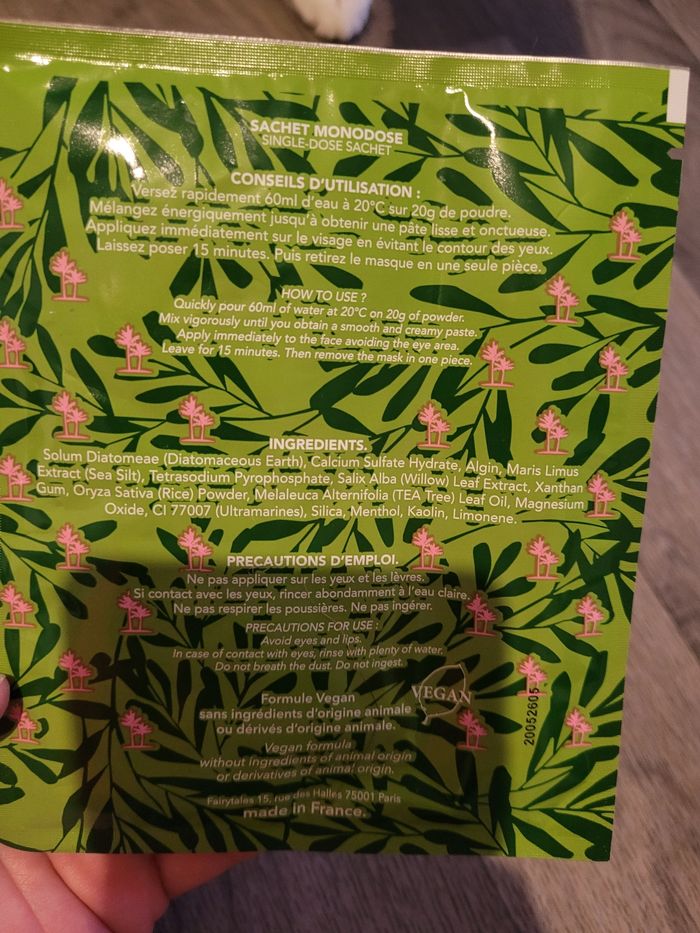 SACHET MONODOSE
SINGLE-DOSE SACHET
CONSEILS D'UTILISATION :
Versez rapidement 60ml d'eau à 20°C sur 20g de poudre.
Mélangez énergiquement jusqu'à obtenir une pâte lisse et onctueuse.
Appliquez immédiatement sur le visage en évitant le contour des yeux.
Laissez poser 15 minutes. Puis retirez le masque en une seule pièce.
HOW TO USE ?
Quickly pour 60ml of water at 20°C on 20g of powder.
Mix vigorously until you obtain a smooth and creamy paste.
Apply immediately to the face avoiding the eye area.
Leave for 15 minutes. Then remove the mask in one piece.
INGREDIENTS.
Solum Diatomeae (Diatomaceous Earth), Calcium Sulfate Hydrate, Algin, Maris Limus
Extract (Sea Silt), Tetrasodium Pyrophosphate, Salix Alba (Willow) Leaf Extract, Xanthan
Gum, Oryza Sativa (Rice) Powder, Melaleuca Alternifolia (TEA Tree) Leaf Oil, Magnesium
Oxide, CI 77007 (Ultramarines), Silica, Menthol, Kaolin, Limonene.
PRECAUTIONS D'EMPLOI.
Ne pas appliquer sur les yeux et les lèvres.
Si contact avec les yeux, rincer abondamment à l'eau claire.
Ne pas respirer les poussières. Ne pas ingérer.
PRECAUTIONS FOR USE :
Avoid eyes and lips.
In case of contact with eyes, rinse with plenty of water.
Do not breath the dust. Do not ingest.
Formule Vegan
sans ingrédients d'origine animale
ou dérivés d'origine animale.
VEGAN
Vegan formula
without ingredients of animal origin
or derivatives of animal origin.
Fairytales 15, rue des Halles 75001 Paris
made in France.
20052605